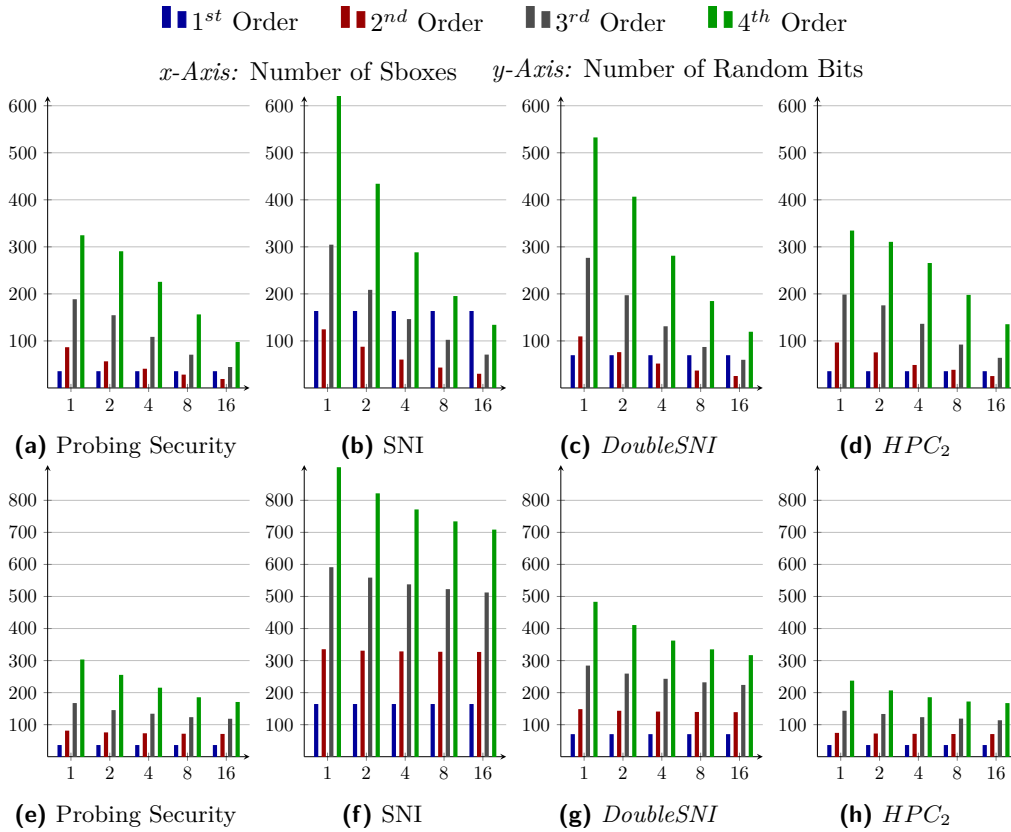 1st Order 2nd Order 3rd Order 4th Order
x-Axis: Number of Sboxes y-Axis: Number of Random Bits
600 600 600 600
500 500 500 500
400 400 400 400
300 300 300 300
200 200 200 200
100 100 100 100
1 2 4 8 16 1 2 4 8 16 1 2 4 8 16 1 2 4 8 16
(a) Probing Security (b) SNI (c) DoubleSNI (d) HPC2
800 800 800 800
700 700 700 700
600 600 600 600
500 500 500 500
400 400 400 400
300 300 300 300
200 200 200 200
100 100 100 100
1 2 4 8 16 1 2 4 8 16 1 2 4 8 16 1 2 4 8 16
(e) Probing Security (f) SNI (g) DoubleSNI (h) HPC2